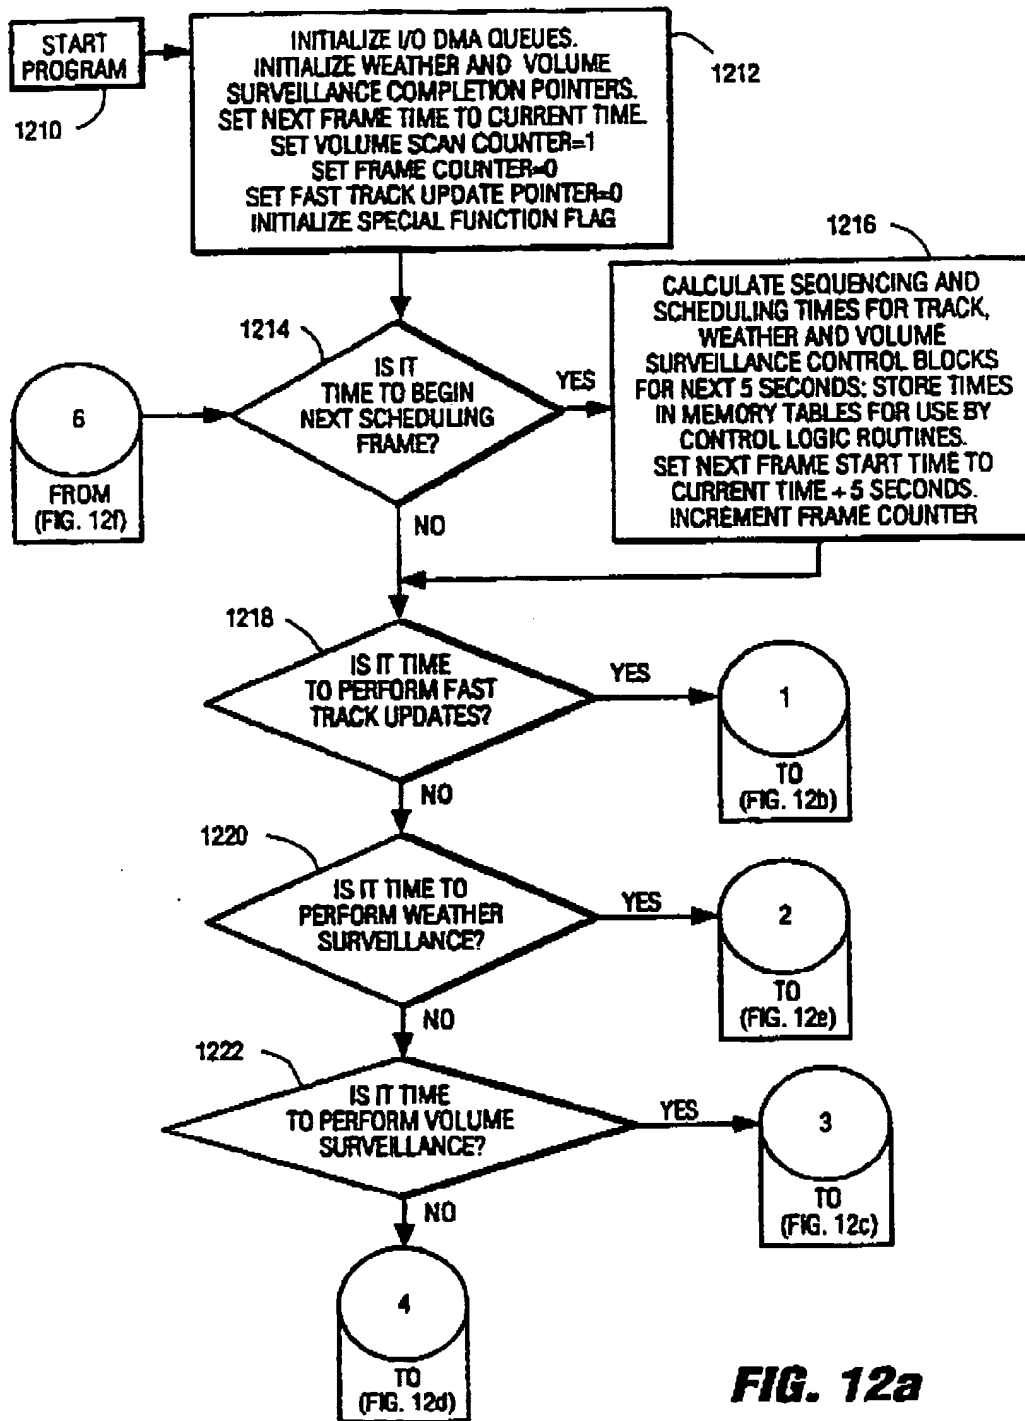 START
PROGRAM
1210
INITIALIZE I/O DMA QUEUES.
INITIALIZE WEATHER AND VOLUME
SURVEILLANCE COMPLETION POINTERS.
SET NEXT FRAME TIME TO CURRENT TIME.
SET VOLUME SCAN COUNTER=1
SET FRAME COUNTER=0
SET FAST TRACK UPDATE POINTER=0
INITIALIZE SPECIAL FUNCTION FLAG
1212
1214
IS IT
TIME TO BEGIN
NEXT SCHEDULING
FRAME?
YES
NO
6
FROM
(FIG. 12f)
1216
CALCULATE SEQUENCING AND
SCHEDULING TIMES FOR TRACK,
WEATHER AND VOLUME
SURVEILLANCE CONTROL BLOCKS
FOR NEXT 5 SECONDS: STORE TIMES
IN MEMORY TABLES FOR USE BY
CONTROL LOGIC ROUTINES.
SET NEXT FRAME START TIME TO
CURRENT TIME + 5 SECONDS.
INCREMENT FRAME COUNTER
1218
IS IT TIME
TO PERFORM FAST
TRACK UPDATES?
YES
NO
1
TO
(FIG. 12b)
1220
IS IT TIME TO
PERFORM WEATHER
SURVEILLANCE?
YES
NO
2
TO
(FIG. 12e)
1222
IS IT TIME
TO PERFORM VOLUME
SURVEILLANCE?
YES
NO
3
TO
(FIG. 12c)
4
TO
(FIG. 12d)
FIG. 12a